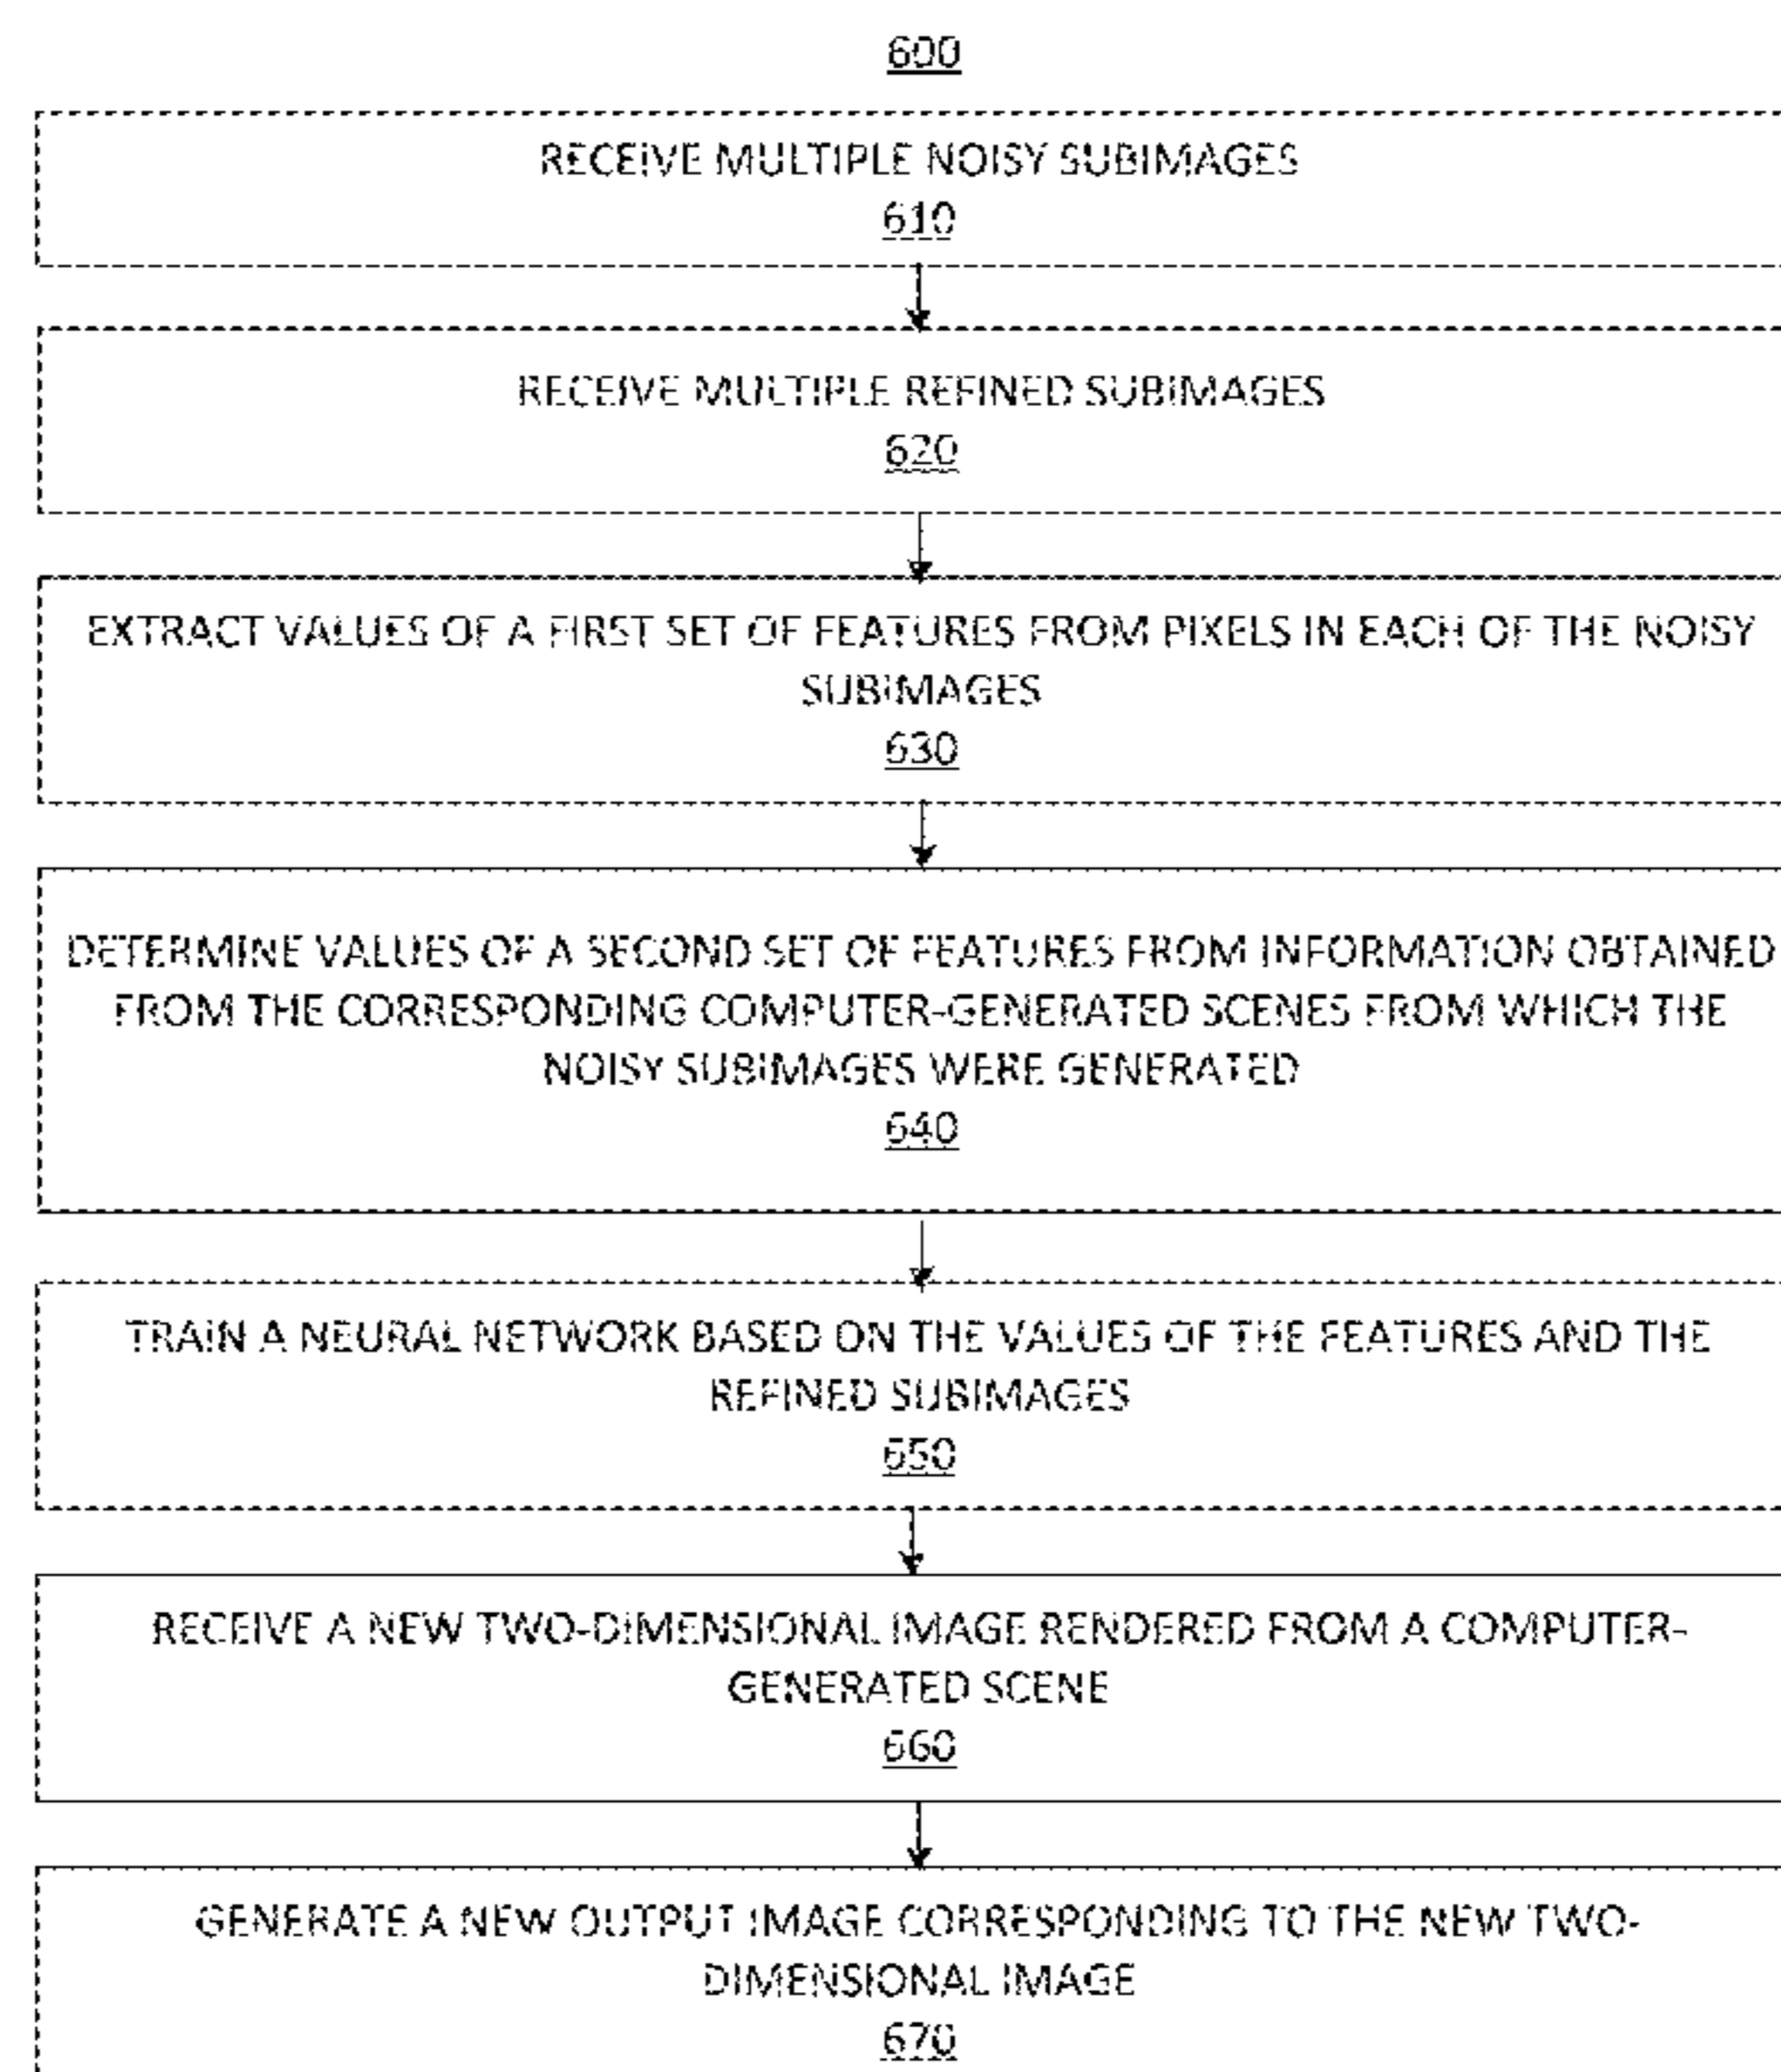 600
RECEIVE MULTIPLE NOISY SUBIMAGES
610
RECEIVE MULTIPLE REFINED SUBIMAGES
620
EXTRACT VALUES OF A FIRST SET OF FEATURES FROM PIXELS IN EACH OF THE NOISY
SUBIMAGES
630
DETERMINE VALUES OF A SECOND SET OF FEATURES FROM INFORMATION OBTAINED
FROM THE CORRESPONDING COMPUTER-GENERATED SCENES FROM WHICH THE
NOISY SUBIMAGES WERE GENERATED
640
TRAIN A NEURAL NETWORK BASED ON THE VALUES OF THE FEATURES AND THE
REFINED SUBIMAGES
650
RECEIVE A NEW TWO-DIMENSIONAL IMAGE RENDERED FROM A COMPUTER-
GENERATED SCENE
660
GENERATE A NEW OUTPUT IMAGE CORRESPONDING TO THE NEW TWO-
DIMENSIONAL IMAGE
670